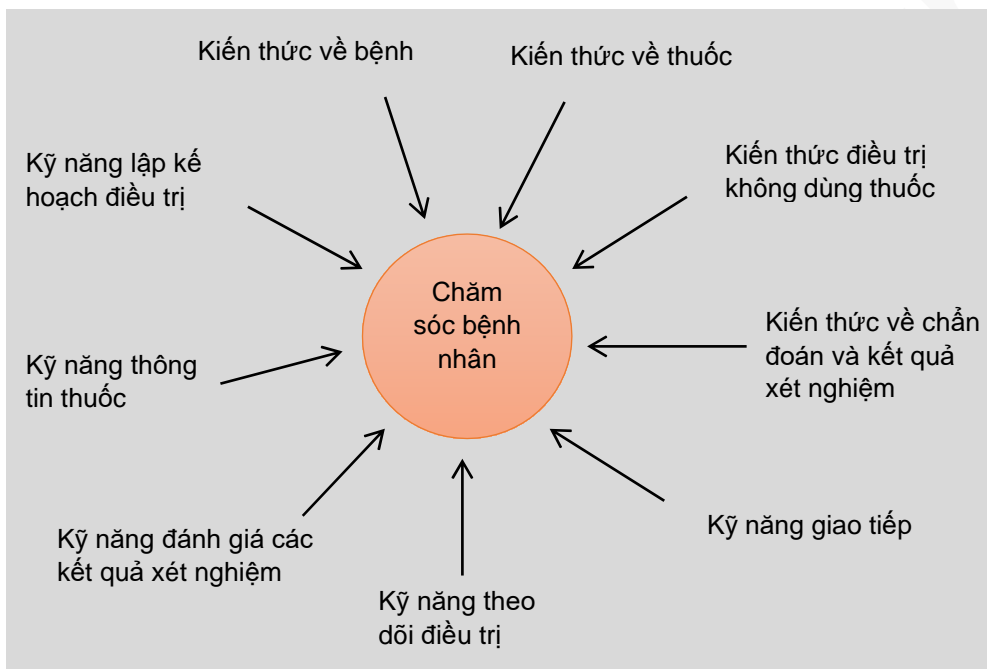 Kiến thức về bệnh
Kiến thức về thuốc
Kỹ năng lập kế
hoạch điều trị
Kiến thức điều trị
không dùng thuốc
Chăm
sóc bệnh
nhân
Kiến thức về chẩn
đoán và kết quả
xét nghiệm
Kỹ năng thông
tin thuốc
Kỹ năng giao tiếp
Kỹ năng đánh giá các
kết quả xét nghiệm
Kỹ năng theo
dõi điều trị